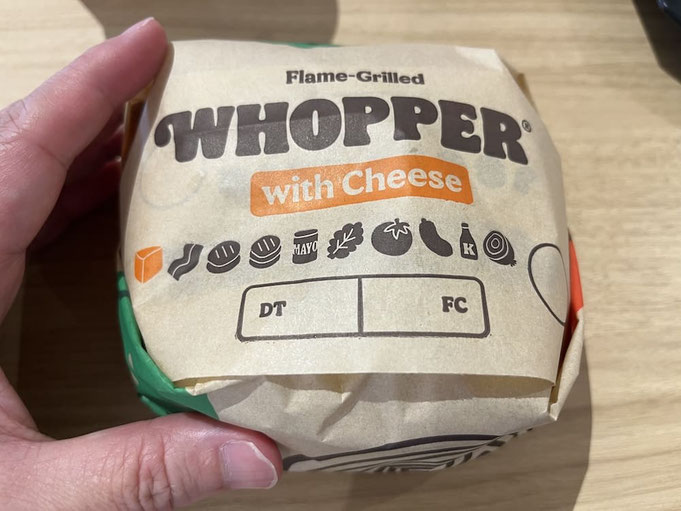 Flame-Grilled
WHOPPER®
with Cheese
MAYO K
DT FC